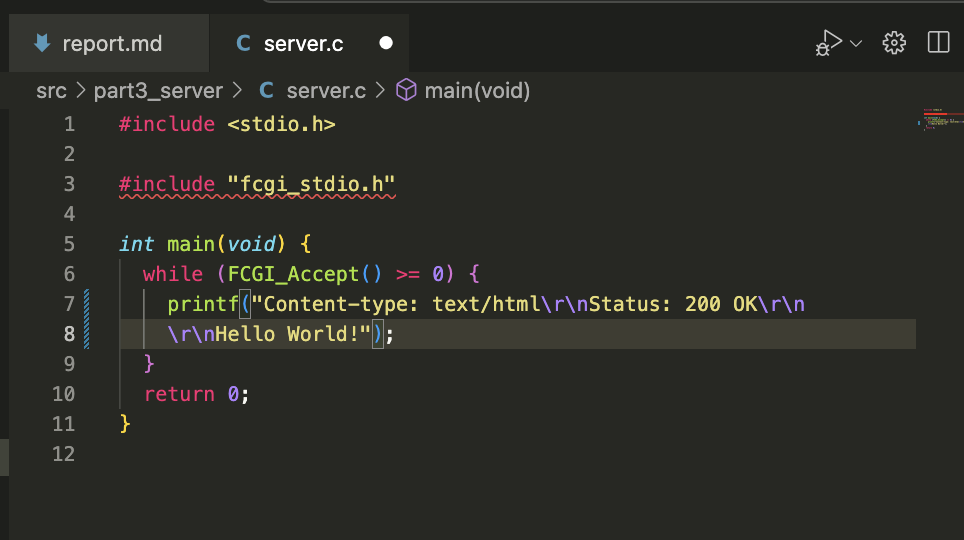 report.md
C server.c
src > part3_server > C server.c > main(void)
1 #include <stdio.h>
2
3 #include "fcgi_stdio.h"
4
5 int main(void) {
6 while (FCGI_Accept() >= 0) {
7 printf("Content-type: text/html\r\nStatus: 200 OK\r\n
8 \r\nHello World!");
9 }
10 return 0;
11 }
12